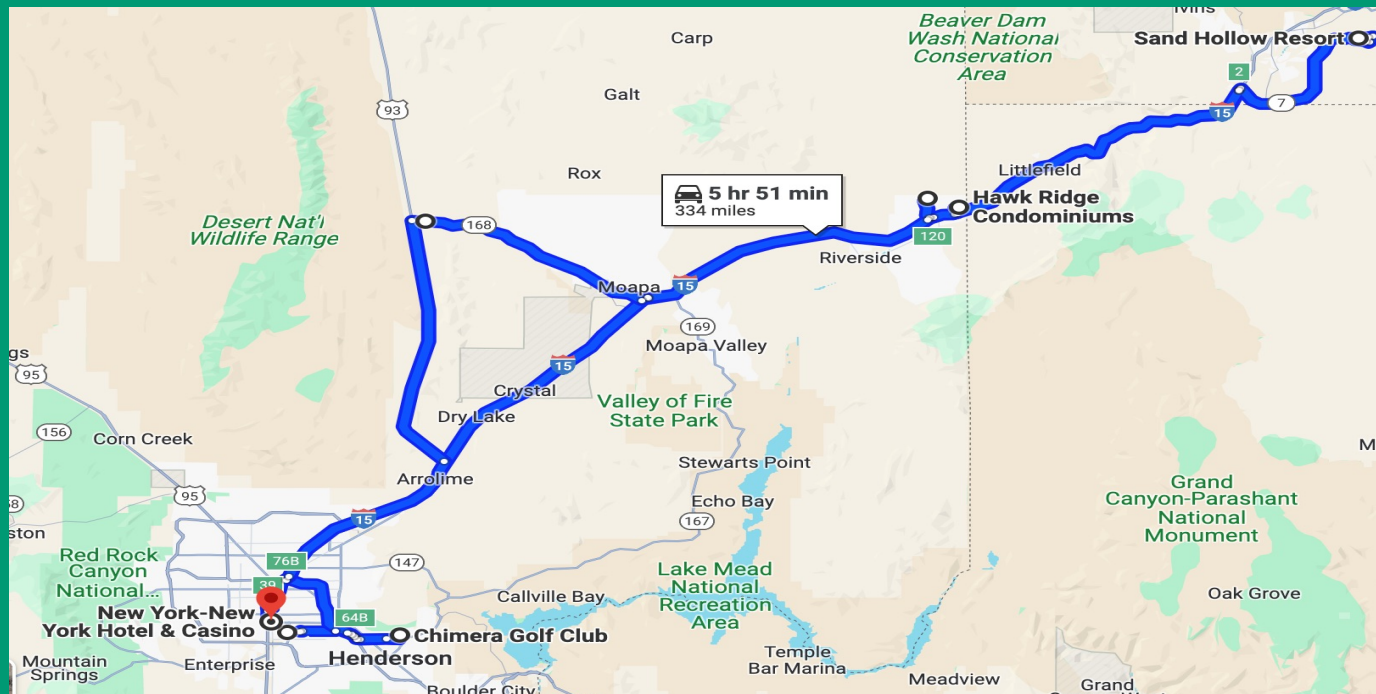 Ivins
Beaver Dam
Wash National
Conservation
Area
Carp
Sand Hollow Resort
2
7
15
Galt
93
Rox
Littlefield
5 hr 51 min
334 miles
Hawk Ridge
Condominiums
Desert Nat'l
Wildlife Range
168
120
Riverside
Moapa
15
169
Moapa Valley
15
gs
95
Crystal
Dry Lake
Valley of Fire
State Park
156
Corn Creek
Stewarts Point
Arrolime
Echo Bay
Grand
Canyon-Parashant
National
Monument
M
95
58
ston
15
167
Red Rock
Canyon
National...
76B
147
39
Lake Mead
National
Recreation
Area
Callville Bay
Oak Grove
New York-New
York Hotel & Casino
64B
Chimera Golf Club
Henderson
Enterprise
Mountain
Springs
Temple
Bar Marina
Meadview
Boulder City
Grand